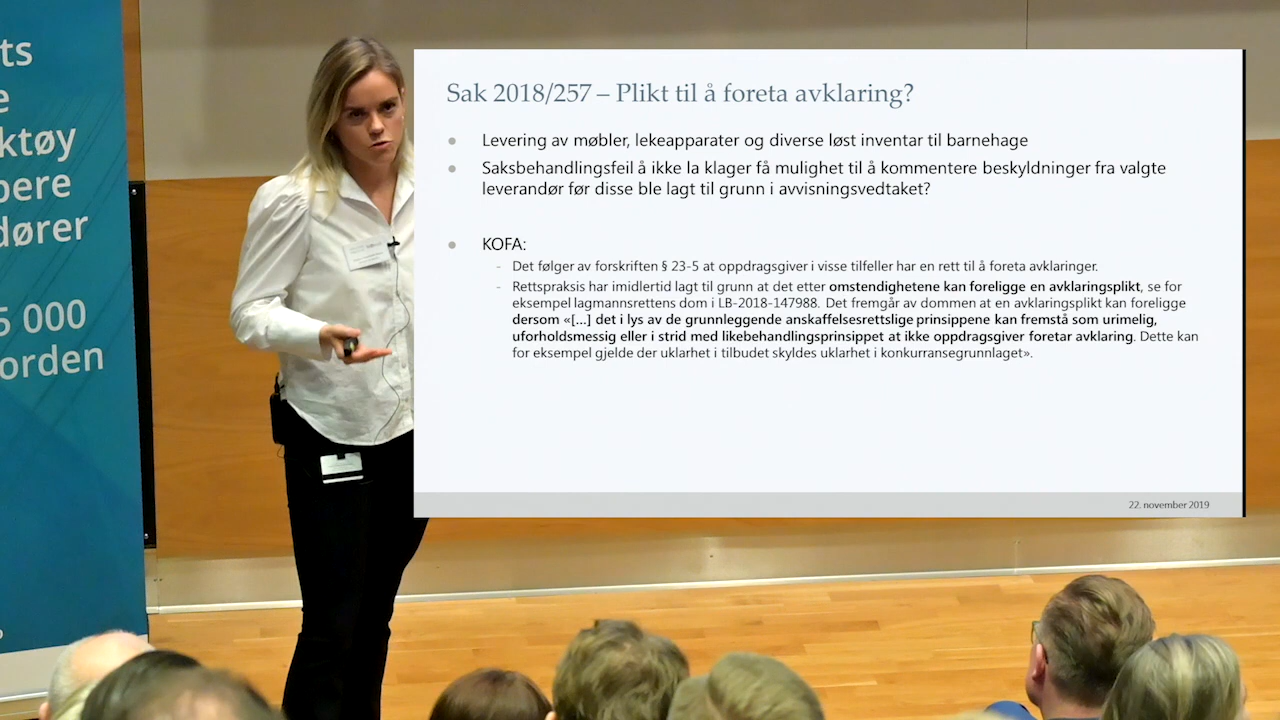 ts
e
ktøy
pere
dører
5 000
orden
Sak 2018/257 – Plikt til å foreta avklaring?
Levering av møbler, lekeapparater og diverse løst inventar til barnehage
Saksbehandlingsfeil å ikke la klager få mulighet til å kommentere beskyldninger fra valgte
leverandør før disse ble lagt til grunn i avvisningsvedtaket?
KOFA:
- Det følger av forskriften § 23-5 at oppdragsgiver i visse tilfeller har en rett til å foreta avklaringer.
- Rettspraksis har imidlertid lagt til grunn at det etter omstendighetene kan foreligge en avklaringsplikt, se for
eksempel lagmannsrettens dom i LB-2018-147988. Det fremgår av dommen at en avklaringsplikt kan foreligge
dersom «[...] det i lys av de grunnleggende anskaffelsesrettslige prinsippene kan fremstå som urimelig,
uforholdsmessig eller i strid med likebehandlingsprinsippet at ikke oppdragsgiver foretar avklaring. Dette kan
for eksempel gjelde der uklarhet i tilbudet skyldes uklarhet i konkurransegrunnlaget».
22. november 2019